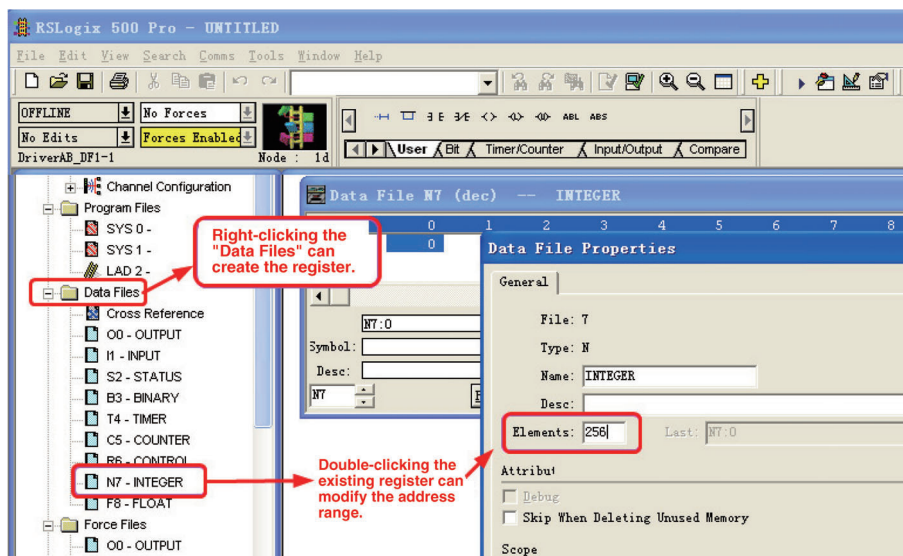 RSLogix 500 Pro - UNTITLED
File Edit View Search Comms Tools Window Help
OFFLINE No Forces
No Edits Forces Enabled
DriverAB_DF1-1 Node : 1d
ABL ABS
User Bit Timer/Counter Input/Output Compare
Channel Configuration
Program Files
SYS 0 -
SYS 1 -
LAD 2 -
Data Files
Cross Reference
O0 - OUTPUT
I1 - INPUT
S2 - STATUS
B3 - BINARY
T4 - TIMER
C5 - COUNTER
R6 - CONTROL
N7 - INTEGER
F8 - FLOAT
Force Files
O0 - OUTPUT
Right-clicking the
"Data Files" can
create the register.
Double-clicking the
existing register can
modify the address
range.
Data File N7 (dec) -- INTEGER
0 1 2 3 4 5 6 7 8
0
N7:0
Symbol:
Desc:
N7
Data File Properties
General
File: 7
Type: N
Name: INTEGER
Desc:
Elements: 256 Last: N7:0
Debug
Skip When Deleting Unused Memory
Scope